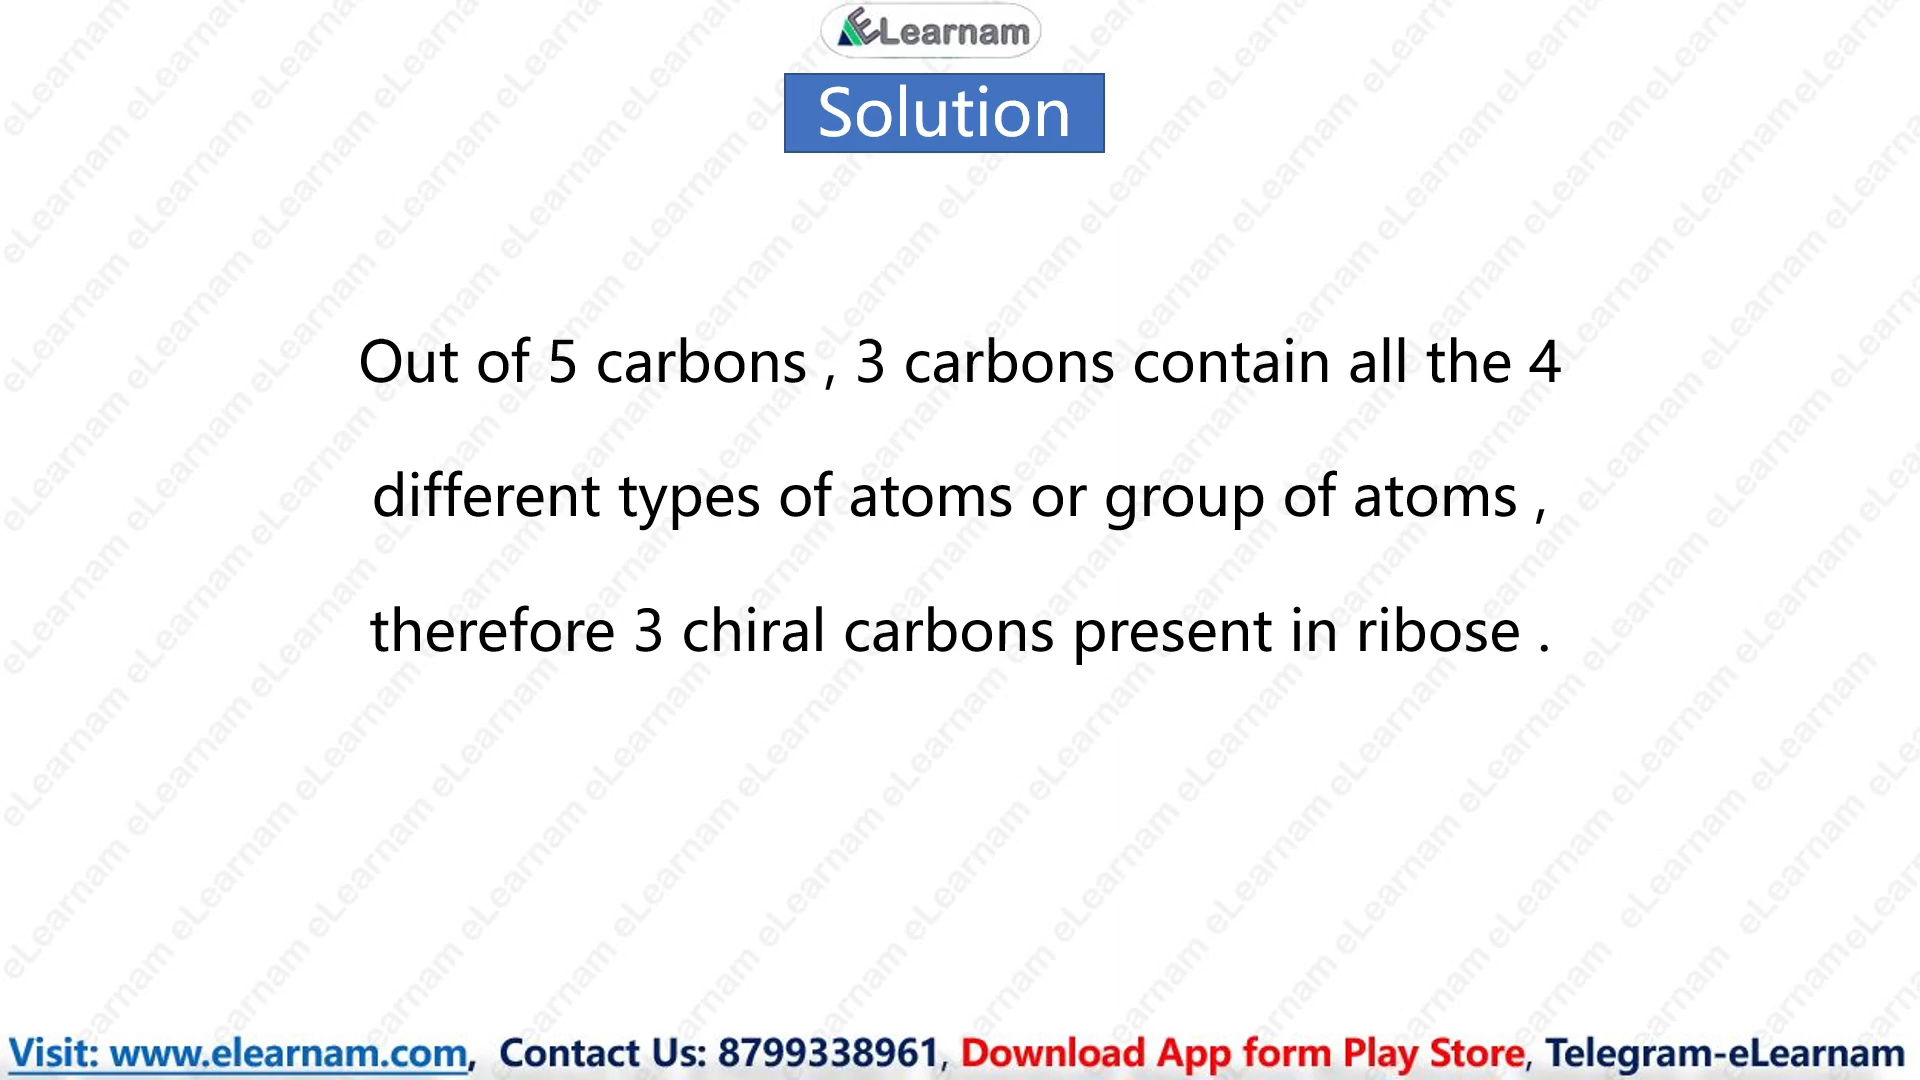 ELearnam
Solution
Out of 5 carbons , 3 carbons contain all the 4
different types of atoms or group of atoms ,
therefore 3 chiral carbons present in ribose .
Visit: www.elearnam.com, Contact Us: 8799338961, Download App form Play Store, Telegram-eLearnam